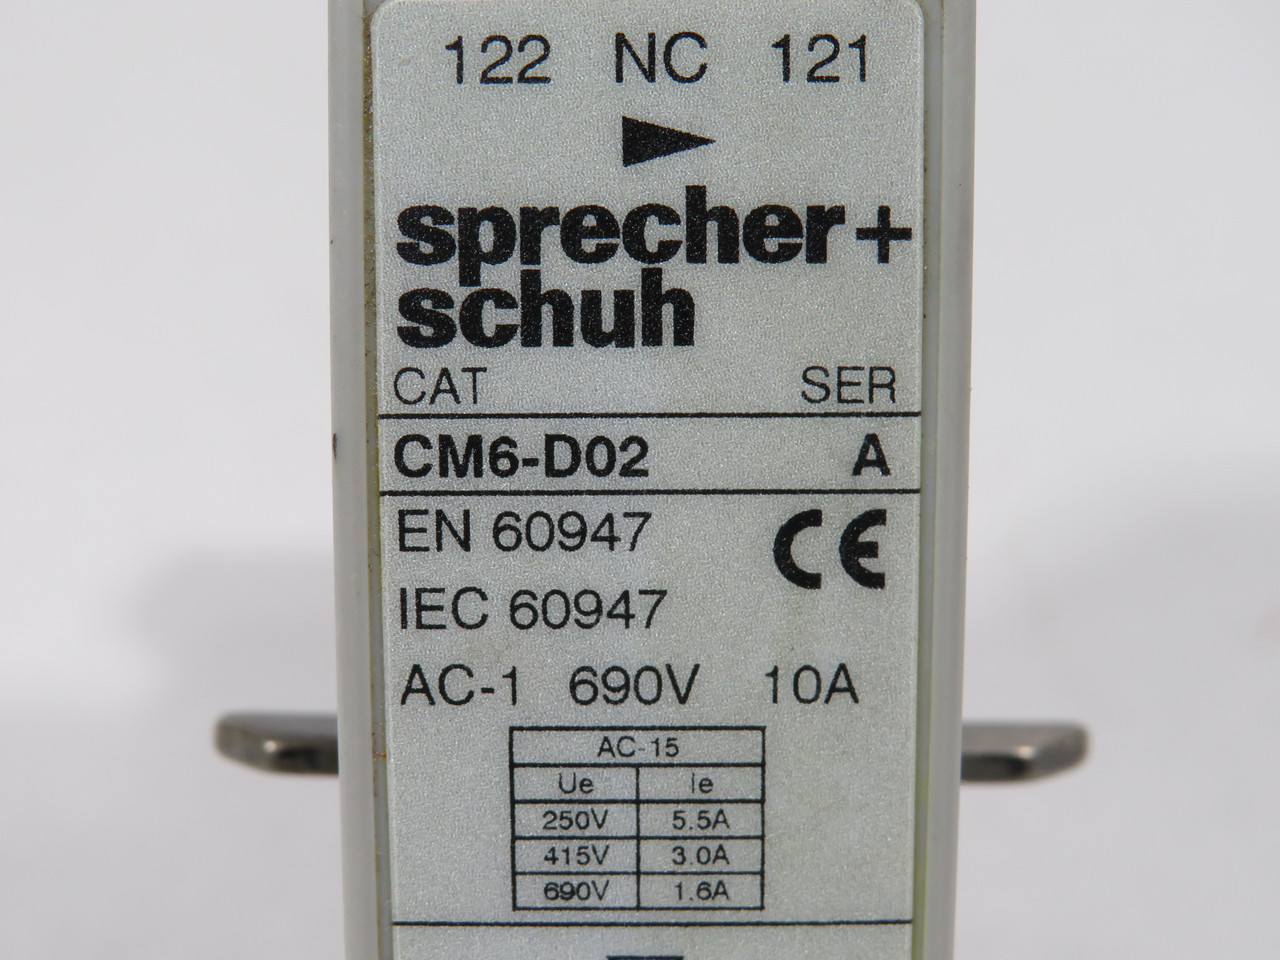 122 NC 121
sprecher+
schuh
CAT SER
CM6-D02 A
EN 60947 CE
IEC 60947
AC-1 690V 10A
AC-15
Ue Ie
250V 5.5A
415V 3.0A
690V 1.6A